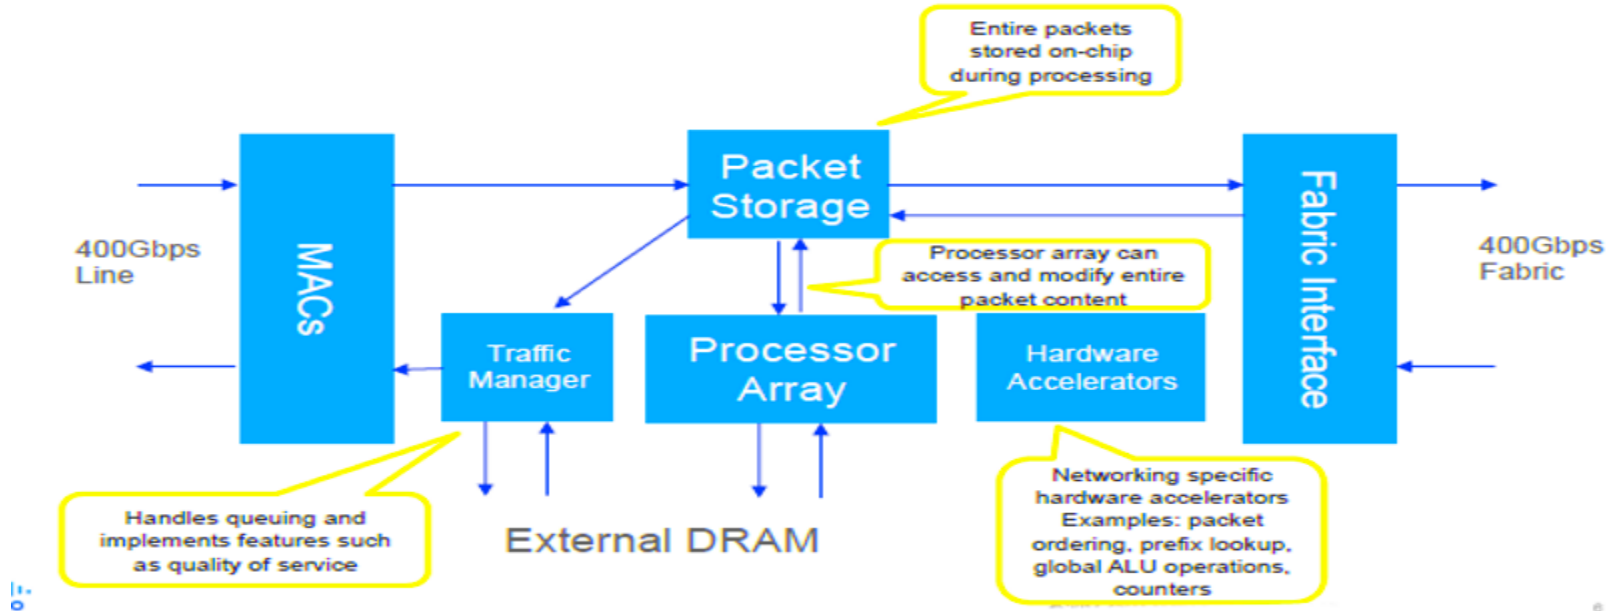 Entire packets
stored on-chip
during processing
Packet
Storage
MACs
Fabric Interface
400Gbps
Line
400Gbps
Fabric
Processor array can
access and modify entire
packet content
Traffic
Manager
Processor
Array
Hardware
Accelerators
Networking specific
hardware accelerators
Examples: packet
ordering, prefix lookup,
global ALU operations,
counters
Handles queuing and
implements features such
as quality of service
External DRAM